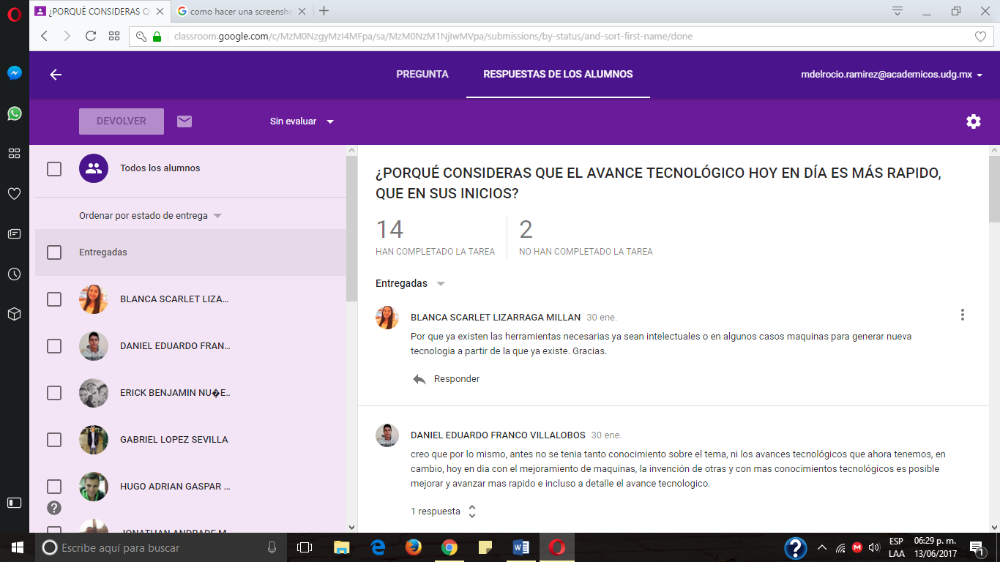 ¿PORQUÉ CONSIDERAS QU
como hacer una screensho
classroom.google.com/c/MzM0NzgyMzI4MFpa/sa/MzM0NzM1NjIwMVpa/submissions/by-status/and-sort-first-name/done
PREGUNTA
RESPUESTAS DE LOS ALUMNOS
mdelrocio.ramirez@academicos.udg.mx
DEVOLVER
Sin evaluar
Todos los alumnos
Ordenar por estado de entrega
Entregadas
BLANCA SCARLET LIZA...
DANIEL EDUARDO FRAN...
ERICK BENJAMIN NU�E...
GABRIEL LOPEZ SEVILLA
HUGO ADRIAN GASPAR ...
JONATHAN ANDRADE M
¿PORQUÉ CONSIDERAS QUE EL AVANCE TECNOLÓGICO HOY EN DÍA ES MÁS RAPIDO,
QUE EN SUS INICIOS?
14
HAN COMPLETADO LA TAREA
2
NO HAN COMPLETADO LA TAREA
Entregadas
BLANCA SCARLET LIZARRAGA MILLAN 30 ene.
Por que ya existen las herramientas necesarias ya sean intelectuales o en algunos casos maquinas para generar nueva
tecnologia a partir de la que ya existe. Gracias.
Responder
DANIEL EDUARDO FRANCO VILLALOBOS 30 ene.
creo que por lo mismo, antes no se tenia tanto conocimiento sobre el tema, ni los avances tecnológicos que ahora tenemos, en
cambio, hoy en dia con el mejoramiento de maquinas, la invención de otras y con mas conocimientos tecnológicos es posible
mejorar y avanzar mas rapido e incluso a detalle el avance tecnologico.
1 respuesta
Escribe aquí para buscar
ESP
LAA
06:29 p. m.
13/06/2017
1